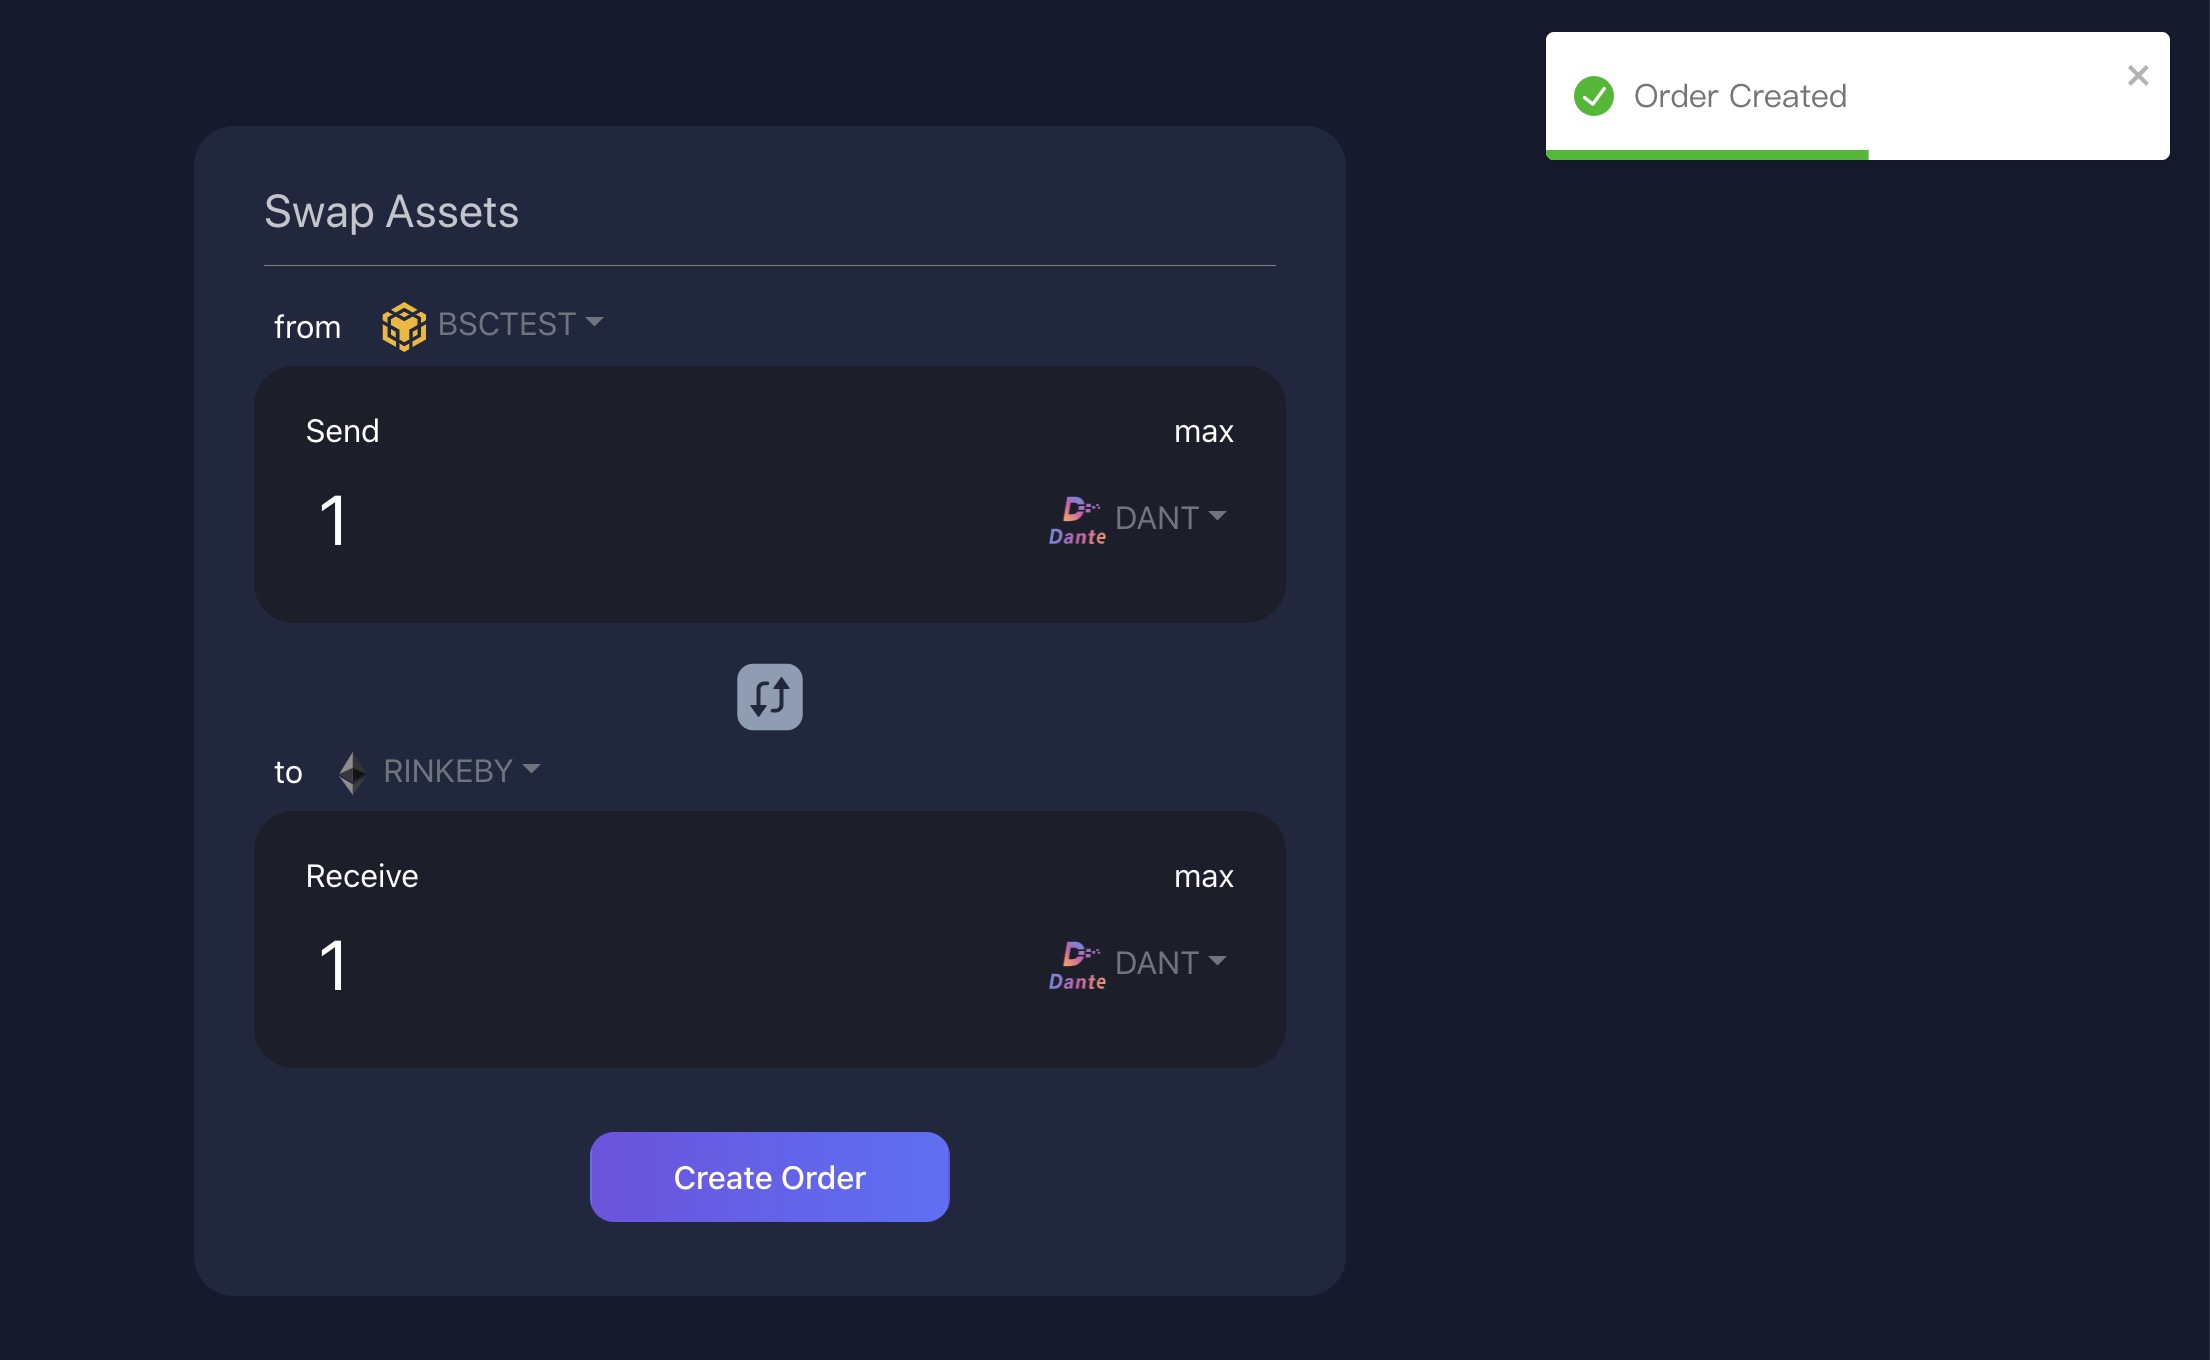 Order Created
Swap Assets
from BSCTEST
Send max
1 Dante DANT
to RINKEBY
Receive max
1 Dante DANT
Create Order